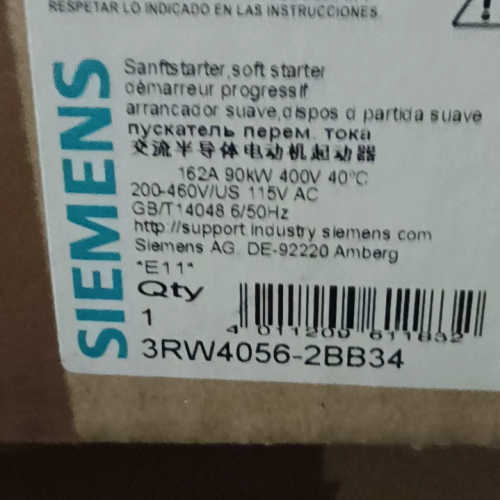 RESPETAR LO INDICADO EN LAS INSTRUCCIONES.
SIEMENS
Sanftstarter, soft starter
démarreur progressif
arrancador suave, dispos d partida suave
пускатель перем. тока
交流半导体电动机起动器
162A 90kW 400V 40°C
200-460V/US 115V AC
GB/T14048 6/50Hz
http://support industry siemens com
Siemens AG. DE-92220 Amberg
*E11*
Qty
1
4 011209 611832
3RW4056-2BB34